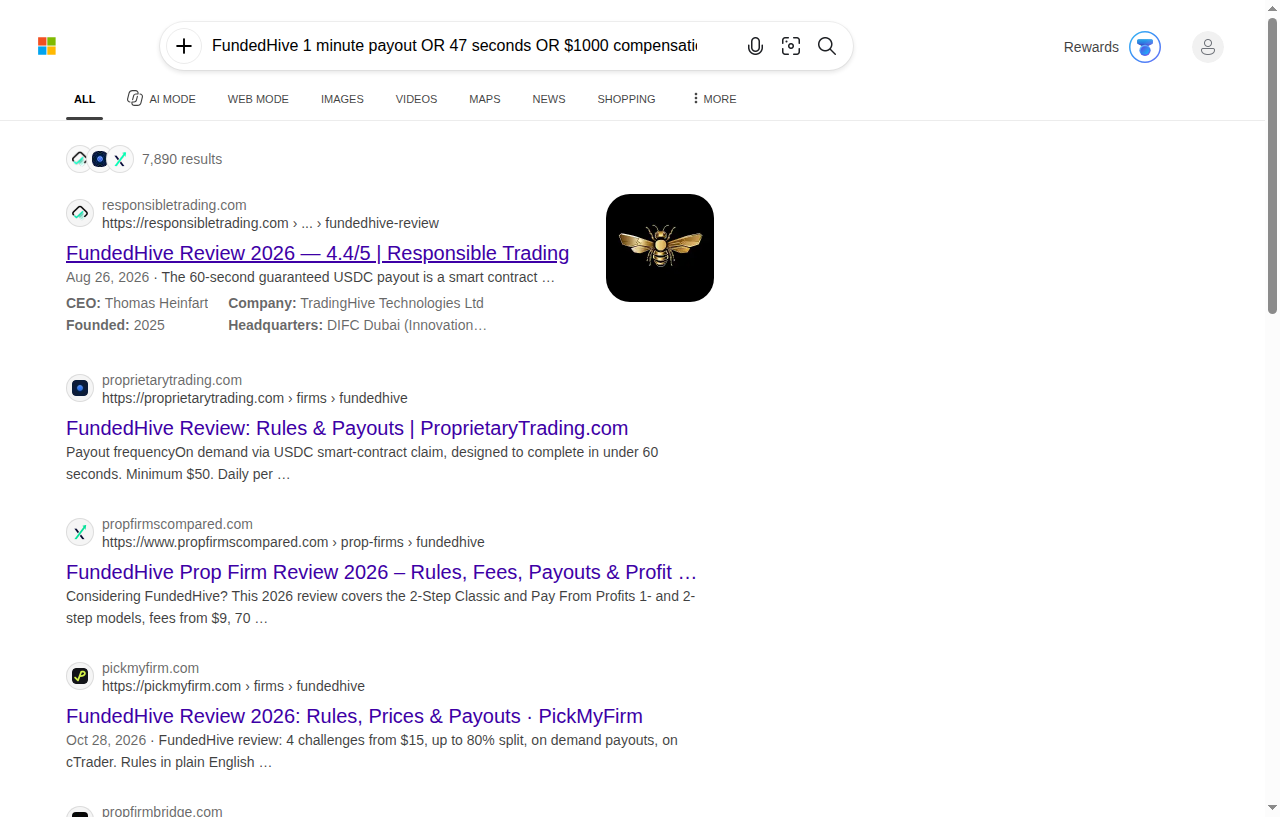 FundedHive 1 minute payout OR 47 seconds OR $1000 compensati
Rewards
ALL
AI MODE
WEB MODE
IMAGES
VIDEOS
MAPS
NEWS
SHOPPING
MORE
7,890 results
responsibletrading.com
https://responsibletrading.com › ... › fundedhive-review
FundedHive Review 2026 — 4.4/5 | Responsible Trading
Aug 26, 2026 · The 60-second guaranteed USDC payout is a smart contract …
CEO: Thomas Heinfart Company: TradingHive Technologies Ltd
Founded: 2025 Headquarters: DIFC Dubai (Innovation…
proprietarytrading.com
https://proprietarytrading.com › firms › fundedhive
FundedHive Review: Rules & Payouts | ProprietaryTrading.com
Payout frequencyOn demand via USDC smart-contract claim, designed to complete in under 60
seconds. Minimum $50. Daily per …
propfirmscompared.com
https://www.propfirmscompared.com › prop-firms › fundedhive
FundedHive Prop Firm Review 2026 – Rules, Fees, Payouts & Profit …
Considering FundedHive? This 2026 review covers the 2-Step Classic and Pay From Profits 1- and 2-
step models, fees from $9, 70 …
pickmyfirm.com
https://pickmyfirm.com › firms › fundedhive
FundedHive Review 2026: Rules, Prices & Payouts · PickMyFirm
Oct 28, 2026 · FundedHive review: 4 challenges from $15, up to 80% split, on demand payouts, on
cTrader. Rules in plain English …
propfirmbridge.com